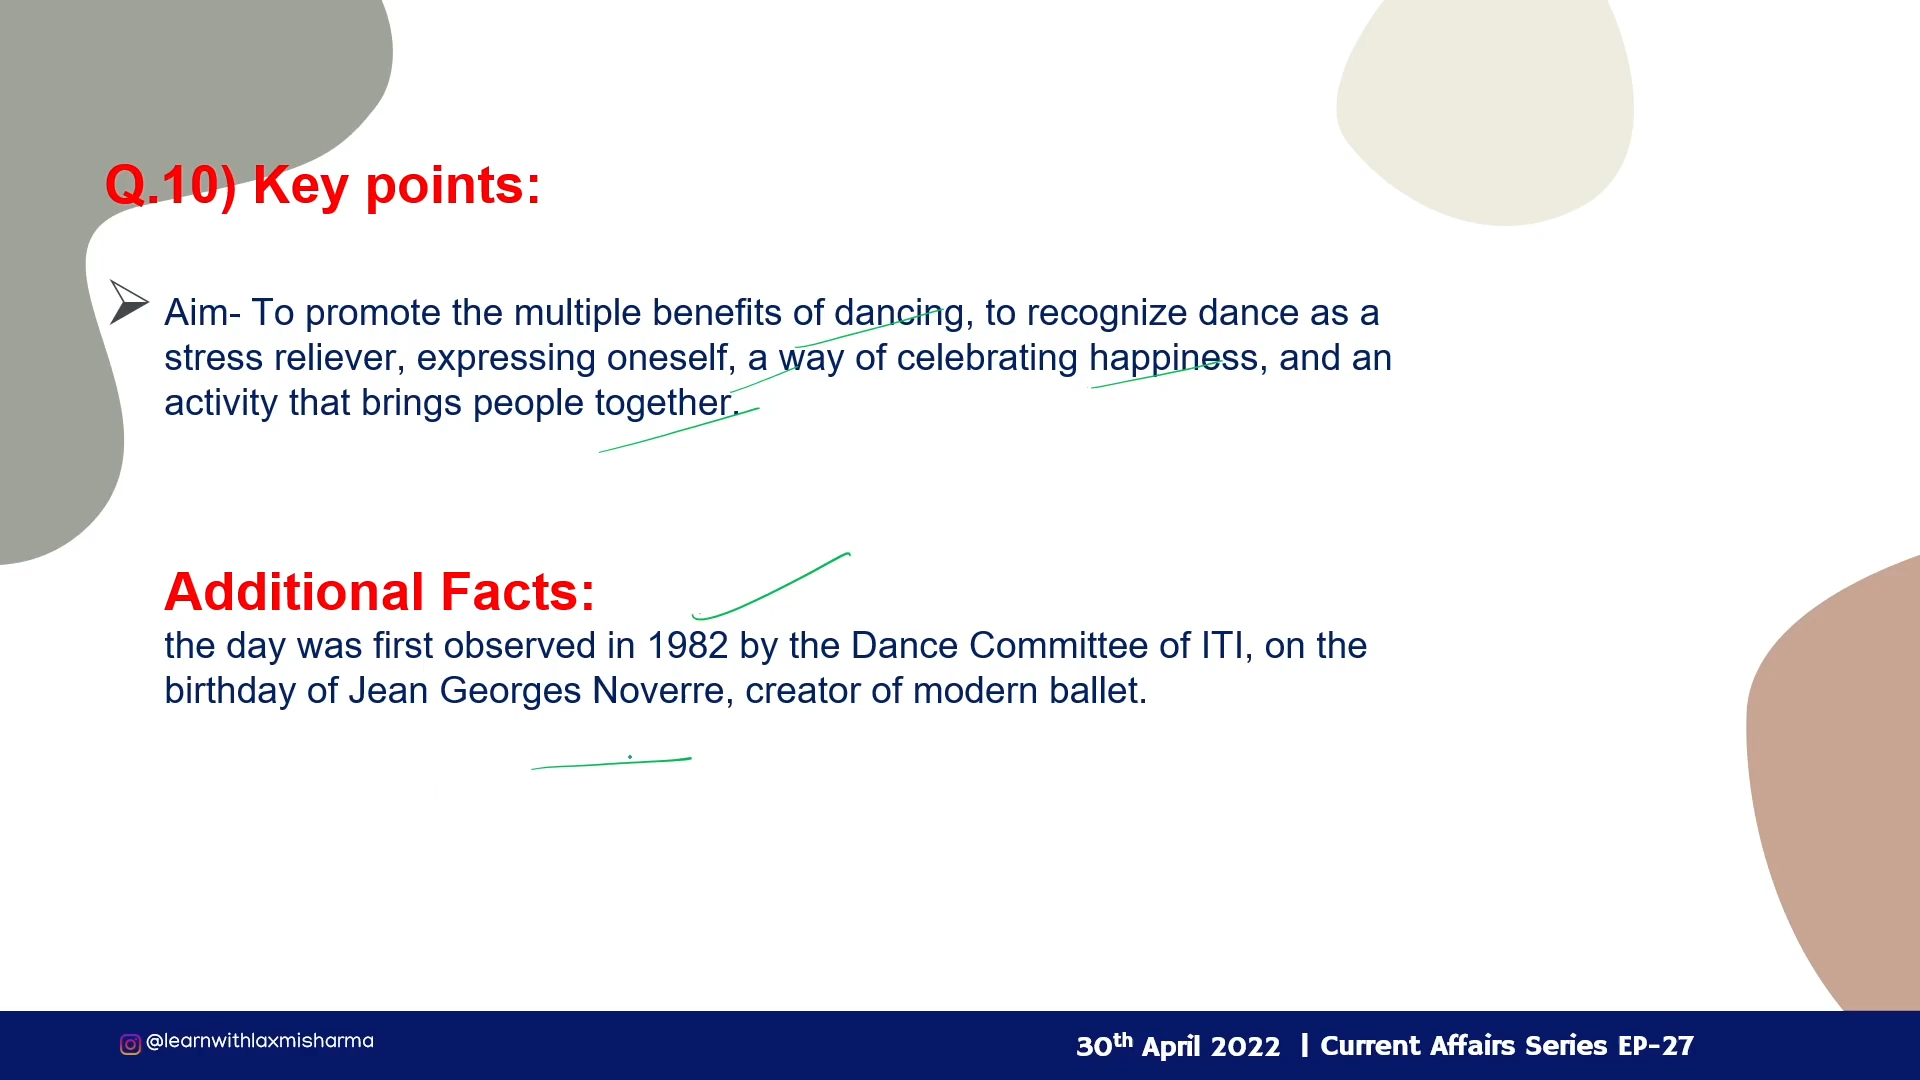 Q.10) Key points:
Aim- To promote the multiple benefits of dancing, to recognize dance as a
stress reliever, expressing oneself, a way of celebrating happiness, and an
activity that brings people together.
Additional Facts:
the day was first observed in 1982 by the Dance Committee of ITI, on the
birthday of Jean Georges Noverre, creator of modern ballet.
@learnwithlaxmisharma
30th April 2022 | Current Affairs Series EP-27